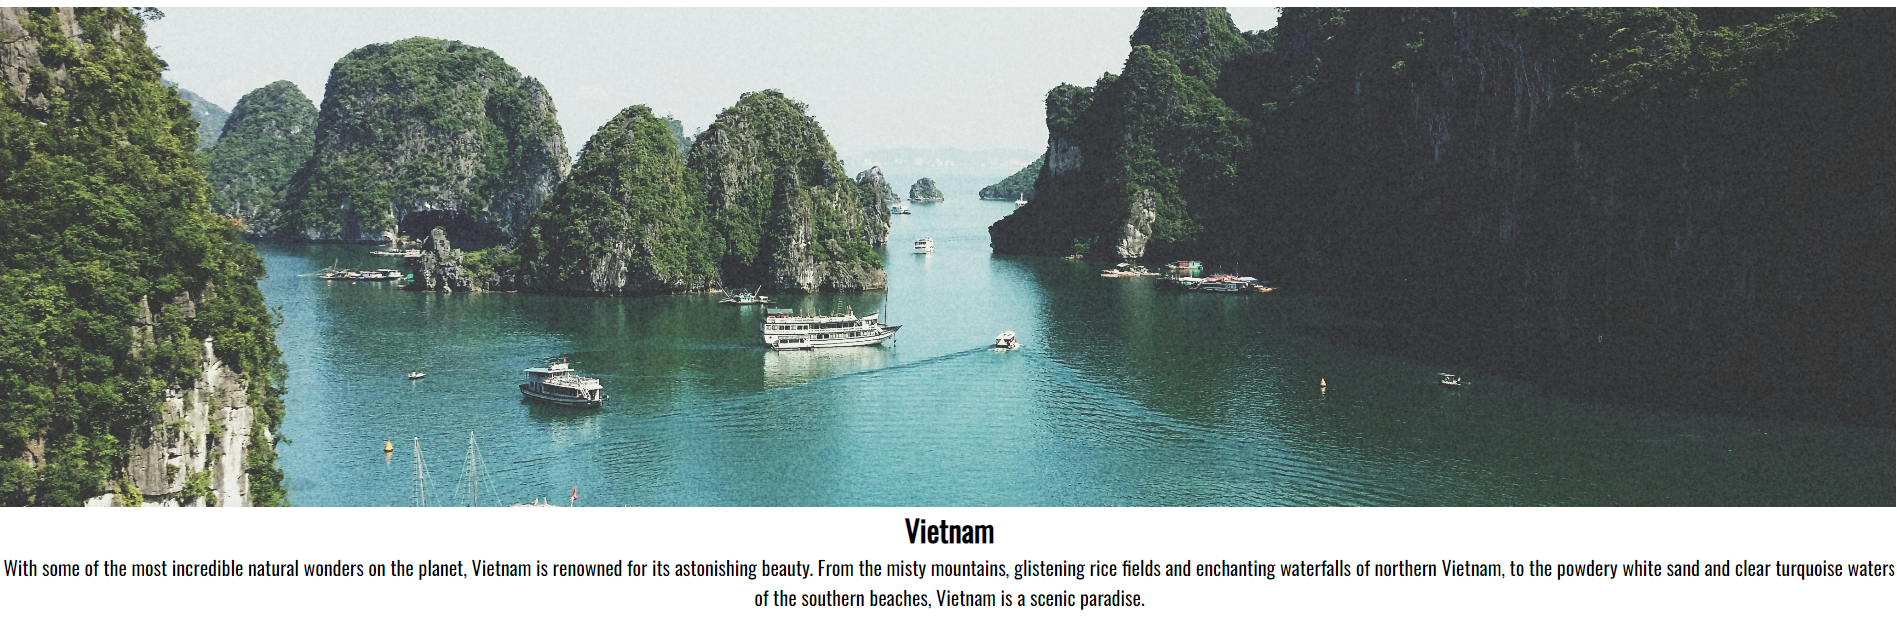 Vietnam
With some of the most incredible natural wonders on the planet, Vietnam is renowned for its astonishing beauty. From the misty mountains, glistening rice fields and enchanting waterfalls of northern Vietnam, to the powdery white sand and clear turquoise waters
of the southern beaches, Vietnam is a scenic paradise.